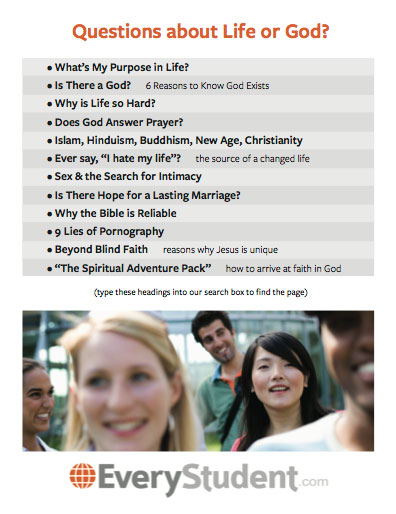 Questions about Life or God?
• What's My Purpose in Life?
• Is There a God? 6 Reasons to Know God Exists
• Why is Life so Hard?
• Does God Answer Prayer?
• Islam, Hinduism, Buddhism, New Age, Christianity
• Ever say, "I hate my life"? the source of a changed life
• Sex & the Search for Intimacy
• Is There Hope for a Lasting Marriage?
• Why the Bible is Reliable
• 9 Lies of Pornography
• Beyond Blind Faith reasons why Jesus is unique
• "The Spiritual Adventure Pack" how to arrive at faith in God
(type these headings into our search box to find the page)
EveryStudent.com